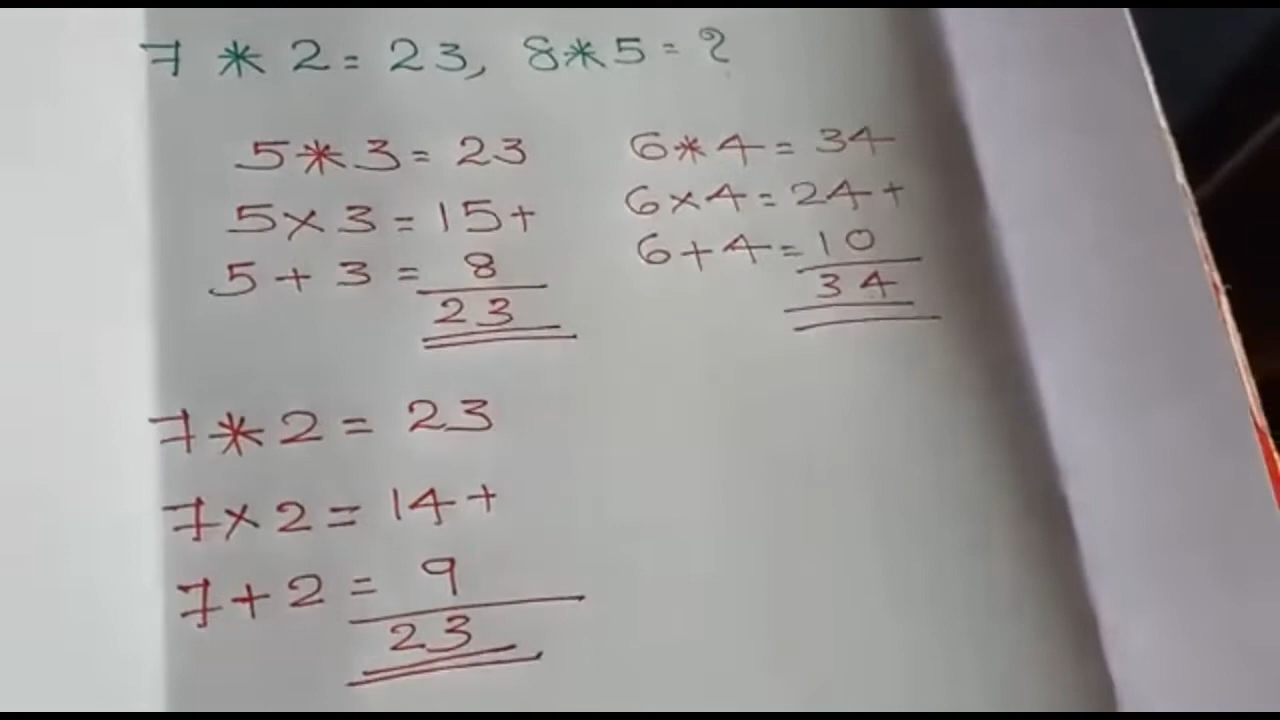 7 * 2 = 23, 8*5 = ?
5 * 3 = 23
5 × 3 = 15+
5 + 3 = 8
23
6*4 = 34
6×4 = 24+
6+4 = 10
34
7 * 2 = 23
7×2 = 14+
7+2 = 9
23